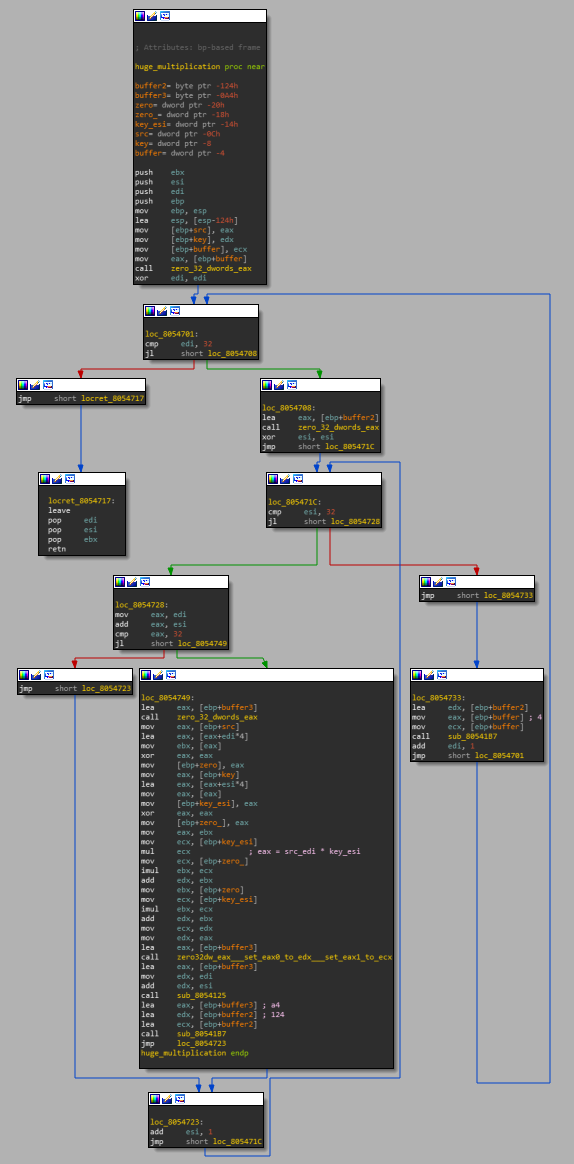 ; Attributes: bp-based frame
huge_multiplication proc near
buffer2= byte ptr -124h
buffer3= byte ptr -0A4h
zero= dword ptr -20h
zero_= dword ptr -18h
key_esi= dword ptr -14h
src= dword ptr -0Ch
key= dword ptr -8
buffer= dword ptr -4
push ebx
push esi
push edi
push ebp
mov ebp, esp
lea esp, [esp-124h]
mov [ebp+src], eax
mov [ebp+key], edx
mov [ebp+buffer], ecx
mov eax, [ebp+buffer]
call zero_32_dwords_eax
xor edi, edi
loc_8054701:
cmp edi, 32
jl short loc_8054708
jmp short locret_8054717
loc_8054708:
lea eax, [ebp+buffer2]
call zero_32_dwords_eax
xor esi, esi
jmp short loc_805471C
locret_8054717:
leave
pop edi
pop esi
pop ebx
retn
loc_805471C:
cmp esi, 32
jl short loc_8054728
loc_8054728:
mov eax, edi
add eax, esi
cmp eax, 32
jl short loc_8054749
jmp short loc_8054733
jmp short loc_8054723
loc_8054749:
lea eax, [ebp+buffer3]
call zero_32_dwords_eax
mov eax, [ebp+src]
lea eax, [eax+edi*4]
mov ebx, [eax]
xor eax, eax
mov [ebp+zero], eax
mov eax, [ebp+key]
lea eax, [eax+esi*4]
mov eax, [eax]
mov [ebp+key_esi], eax
xor eax, eax
mov [ebp+zero_], eax
mov eax, ebx
mov ecx, [ebp+key_esi]
mul ecx ; eax = src_edi * key_esi
mov ecx, [ebp+zero_]
imul ebx, ecx
add edx, ebx
mov ebx, [ebp+zero]
mov ecx, [ebp+key_esi]
imul ebx, ecx
add edx, ebx
mov ecx, edx
mov edx, eax
lea eax, [ebp+buffer3]
call zero32dw_eax___set_eax0_to_edx___set_eax1_to_ecx
lea eax, [ebp+buffer3]
mov edx, edi
add edx, esi
call sub_8054125
lea eax, [ebp+buffer3] ; a4
lea edx, [ebp+buffer2] ; 124
lea ecx, [ebp+buffer2]
call sub_80541B7
jmp loc_8054723
huge_multiplication endp
loc_8054733:
lea edx, [ebp+buffer2]
mov eax, [ebp+buffer] ; 4
mov ecx, [ebp+buffer]
call sub_80541B7
add edi, 1
jmp short loc_8054701
loc_8054723:
add esi, 1
jmp short loc_805471C